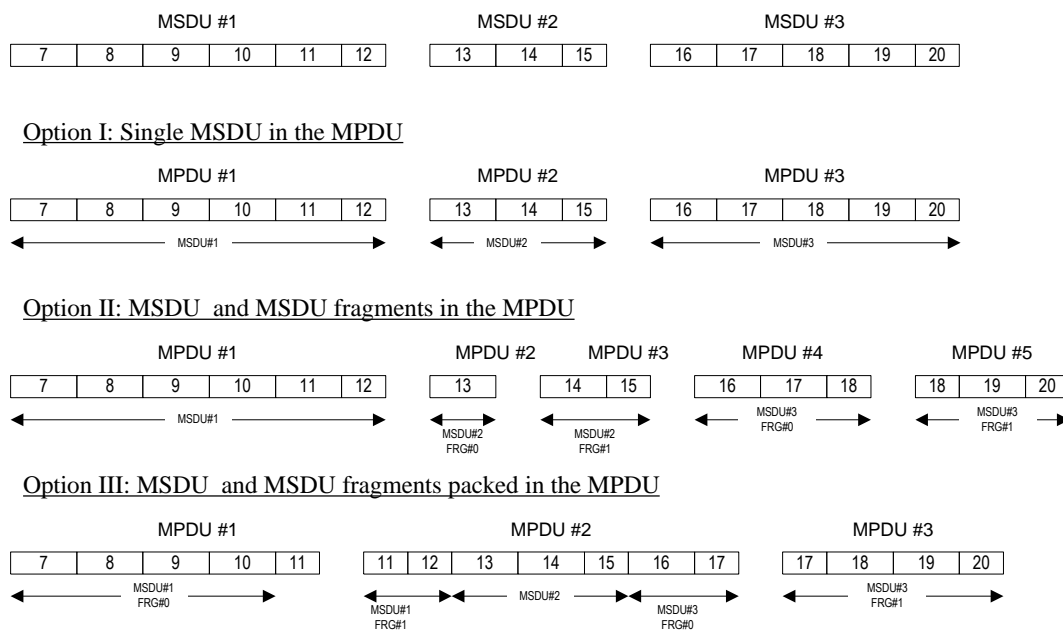 MSDU #1 MSDU #2 MSDU #3
7 8 9 10 11 12 13 14 15 16 17 18 19 20
Option I: Single MSDU in the MPDU
MPDU #1 MPDU #2 MPDU #3
7 8 9 10 11 12 13 14 15 16 17 18 19 20
MSDU#1 MSDU#2 MSDU#3
Option II: MSDU and MSDU fragments in the MPDU
MPDU #1 MPDU #2 MPDU #3 MPDU #4 MPDU #5
7 8 9 10 11 12 13 14 15 16 17 18 18 19 20
MSDU#1 MSDU#2 MSDU#2 MSDU#3 MSDU#3
FRG#0 FRG#1 FRG#0 FRG#1
Option III: MSDU and MSDU fragments packed in the MPDU
MPDU #1 MPDU #2 MPDU #3
7 8 9 10 11 11 12 13 14 15 16 17 17 18 19 20
MSDU#1 MSDU#1 MSDU#2 MSDU#3 MSDU#3
FRG#0 FRG#1 FRG#0 FRG#1